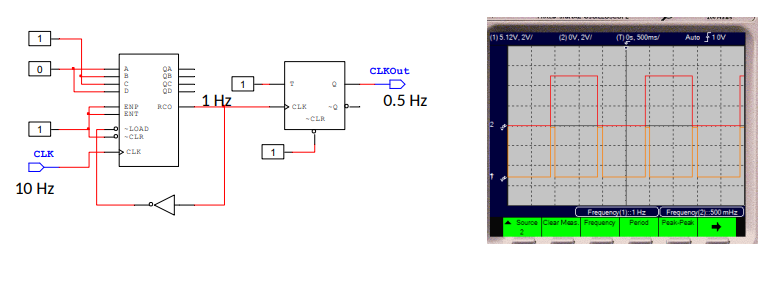 1
0
A QA
B QB
C QC
D QD
ENP RCO
ENT
~LOAD
~CLR
CLK
1
CLK
10 Hz
1 Hz
1
T Q
CLK ~Q
~CLR
1
CLKOut
0.5 Hz
(1) 5.12V, 2V/ (2) 0V, 2V/ (T) 0s, 500ms/ Auto 1.0V
2
1
Frequency(1)::1 Hz Frequency(2)::500 mHz
Source 2 Clear Meas. Frequency Period Peak-Peak